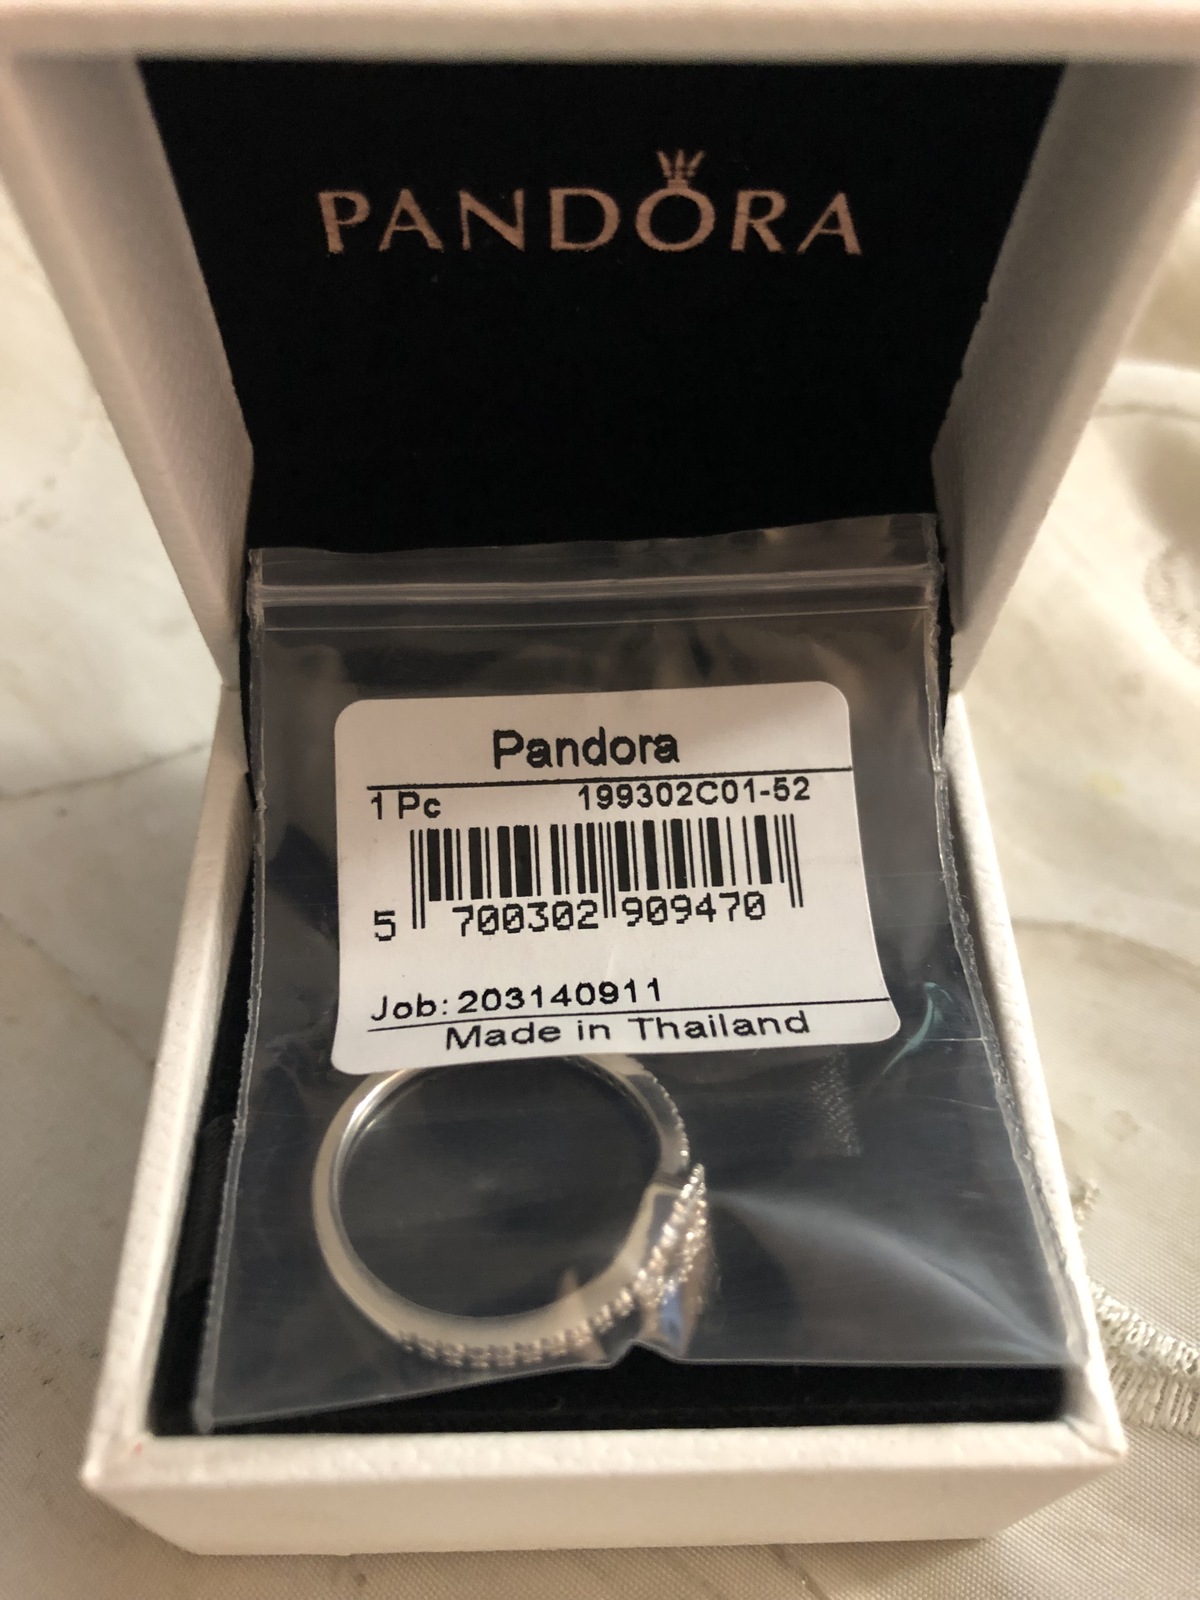 PANDORA
Pandora
1 Pc 199302C01-52
5 700302 909470
Job: 203140911
Made in Thailand